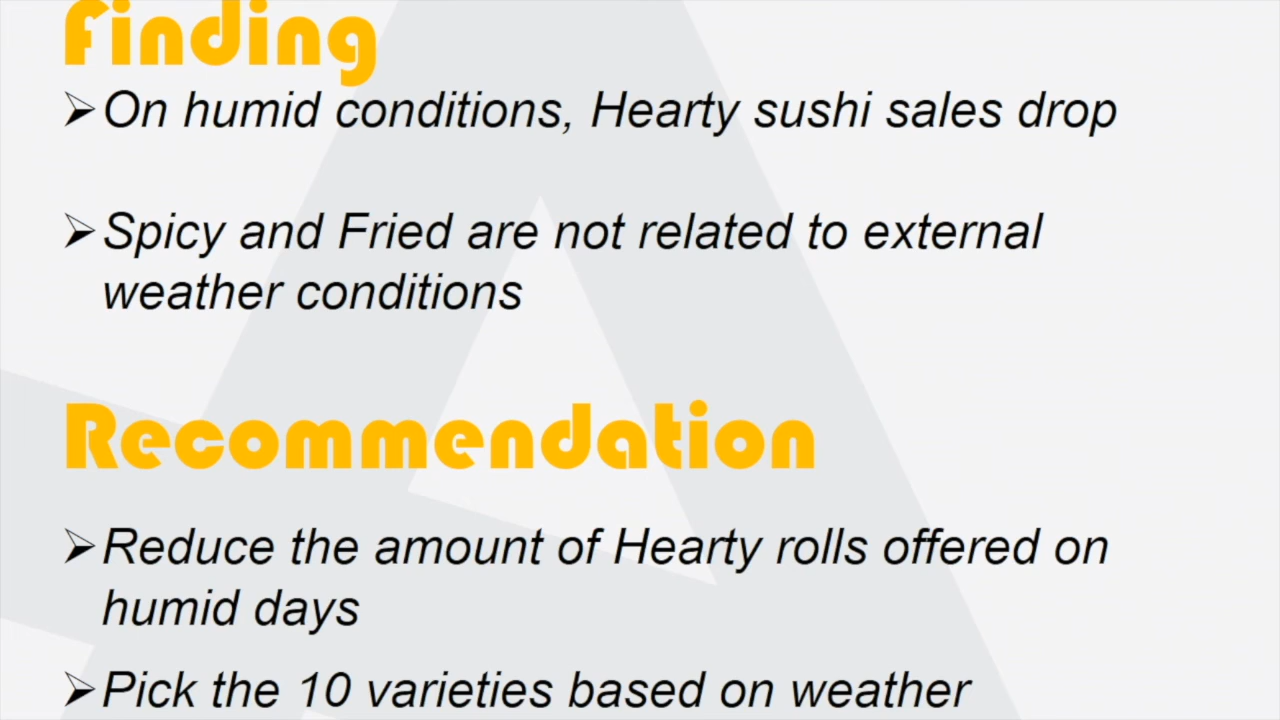 Finding
On humid conditions, Hearty sushi sales drop
Spicy and Fried are not related to external
weather conditions
Recommendation
Reduce the amount of Hearty rolls offered on
humid days
Pick the 10 varieties based on weather